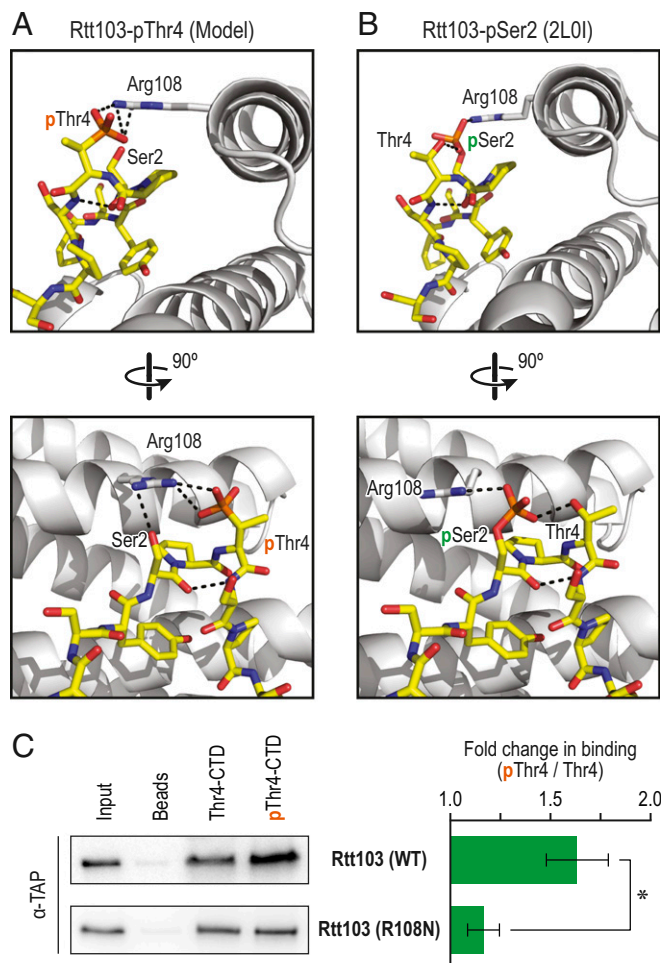 A
Rtt103-pThr4 (Model)
Arg108
pThr4
Ser2
90º
Arg108
Ser2
pThr4
B
Rtt103-pSer2 (2L0I)
Arg108
Thr4
pSer2
90º
Arg108
pSer2
Thr4
C
Input
Beads
Thr4-CTD
pThr4-CTD
α-TAP
Rtt103 (WT)
Rtt103 (R108N)
Fold change in binding
(pThr4 / Thr4)
1.0 1.5 2.0
*